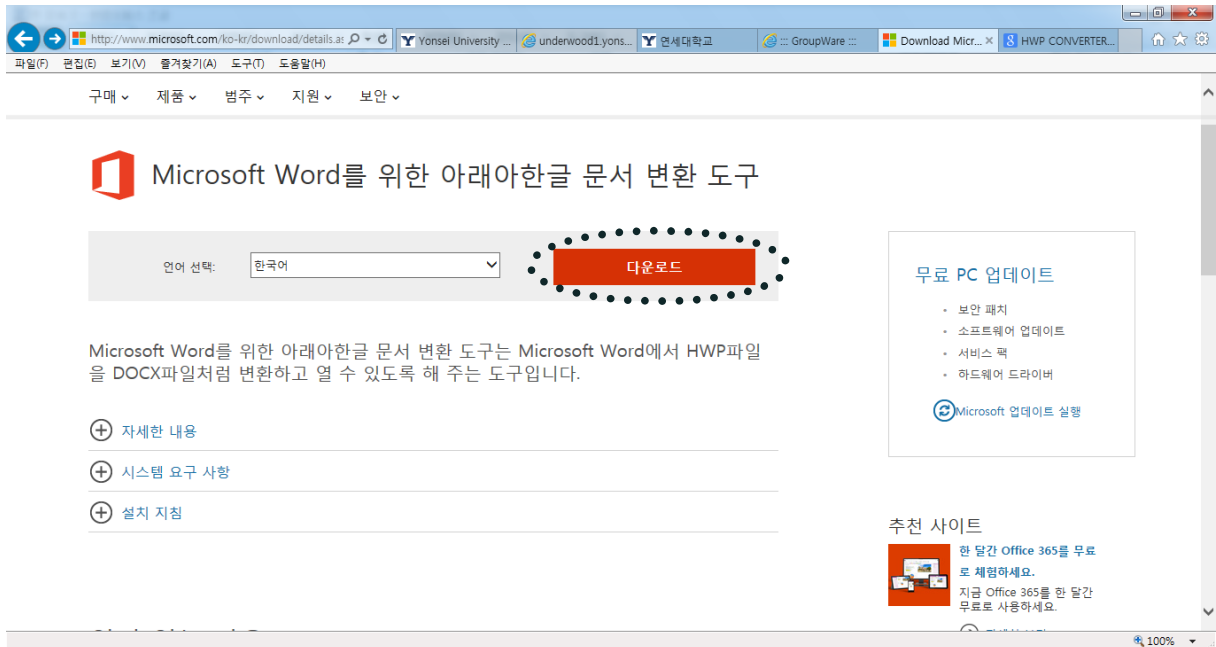 http://www.microsoft.com/ko-kr/download/details.as
Yonsei University ...
underwood1.yons...
연세대학교
::: GroupWare :::
Download Micr...
HWP CONVERTER...
파일(F) 편집(E) 보기(V) 즐겨찾기(A) 도구(T) 도움말(H)
구매 제품 범주 지원 보안
Microsoft Word를 위한 아래아한글 문서 변환 도구
언어 선택: 한국어 다운로드
Microsoft Word를 위한 아래아한글 문서 변환 도구는 Microsoft Word에서 HWP파일
을 DOCX파일처럼 변환하고 열 수 있도록 해 주는 도구입니다.
자세한 내용
시스템 요구 사항
설치 지침
무료 PC 업데이트
• 보안 패치
• 소프트웨어 업데이트
• 서비스 팩
• 하드웨어 드라이버
Microsoft 업데이트 실행
추천 사이트
한 달간 Office 365를 무료
로 체험하세요.
지금 Office 365를 한 달간
무료로 사용하세요.
100%